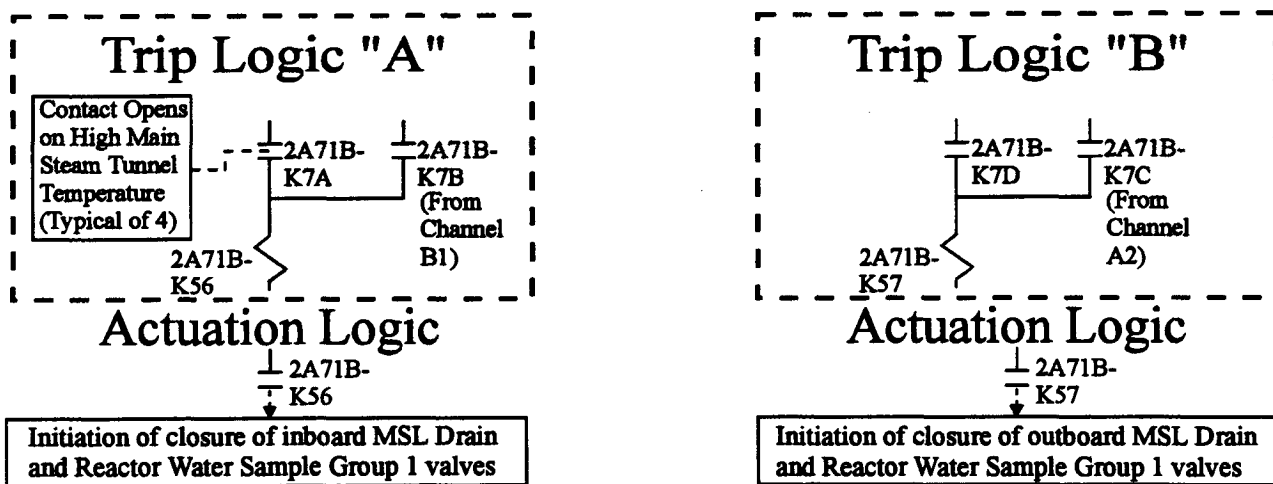 Trip Logic "A"
Contact Opens
on High Main
Steam Tunnel
Temperature
(Typical of 4)
2A71B-
K7A
2A71B-
K7B
(From
Channel
B1)
2A71B-
K56
Actuation Logic
2A71B-
K56
Initiation of closure of inboard MSL Drain
and Reactor Water Sample Group 1 valves
Trip Logic "B"
2A71B-
K7D
2A71B-
K7C
(From
Channel
A2)
2A71B-
K57
Actuation Logic
2A71B-
K57
Initiation of closure of outboard MSL Drain
and Reactor Water Sample Group 1 valves